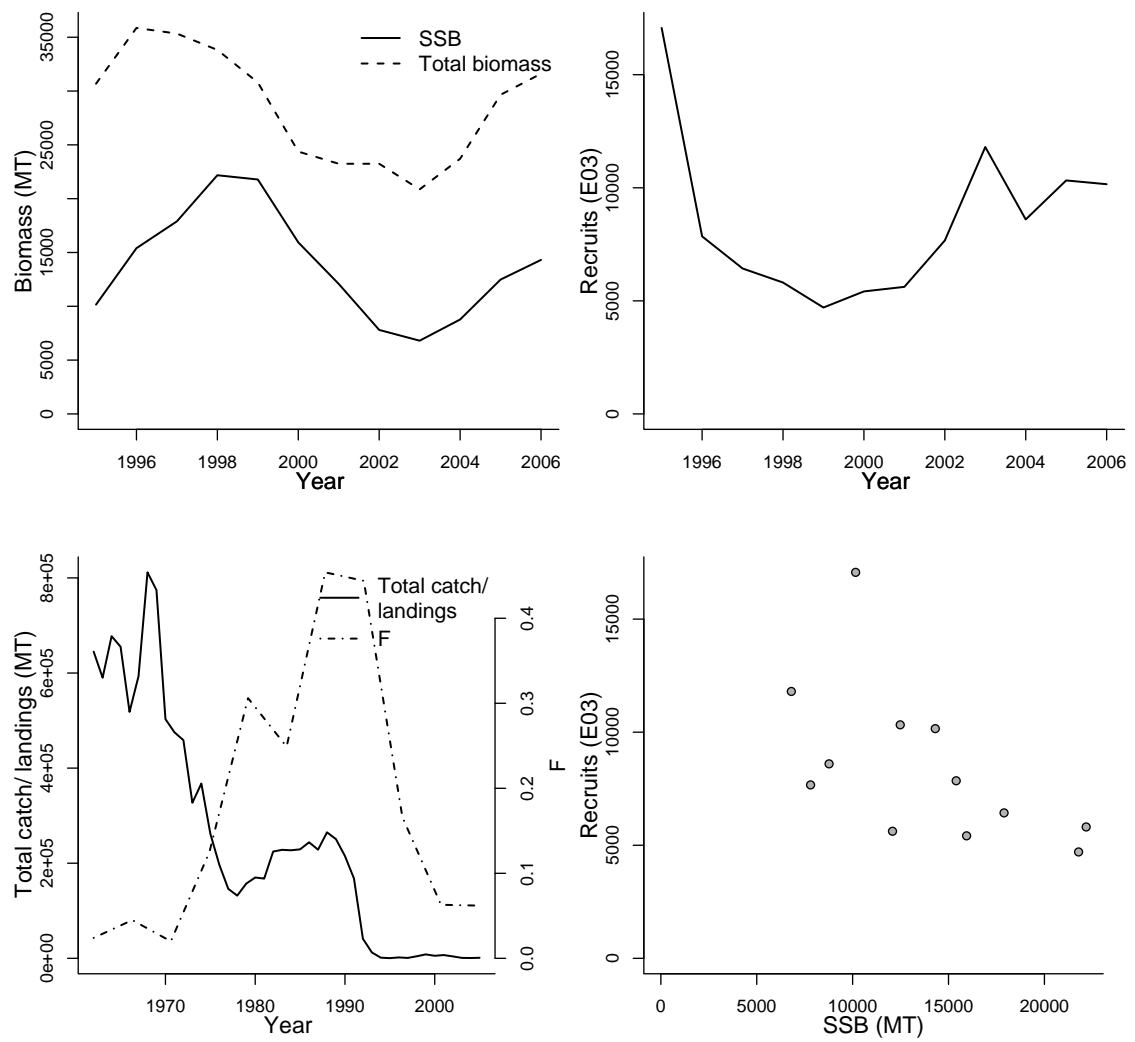 35000
25000
15000
5000
0
Biomass (MT)
SSB
Total biomass
1996 1998 2000 2002 2004 2006
Year
15000
10000
5000
0
Recruits (E03)
1996 1998 2000 2002 2004 2006
Year
8e+05
6e+05
4e+05
2e+05
0e+00
Total catch/ landings (MT)
Total catch/
landings
F
0.4
0.3
0.2
0.1
0.0
F
1970 1980 1990 2000
Year
15000
10000
5000
0
Recruits (E03)
0 5000 10000 15000 20000
SSB (MT)